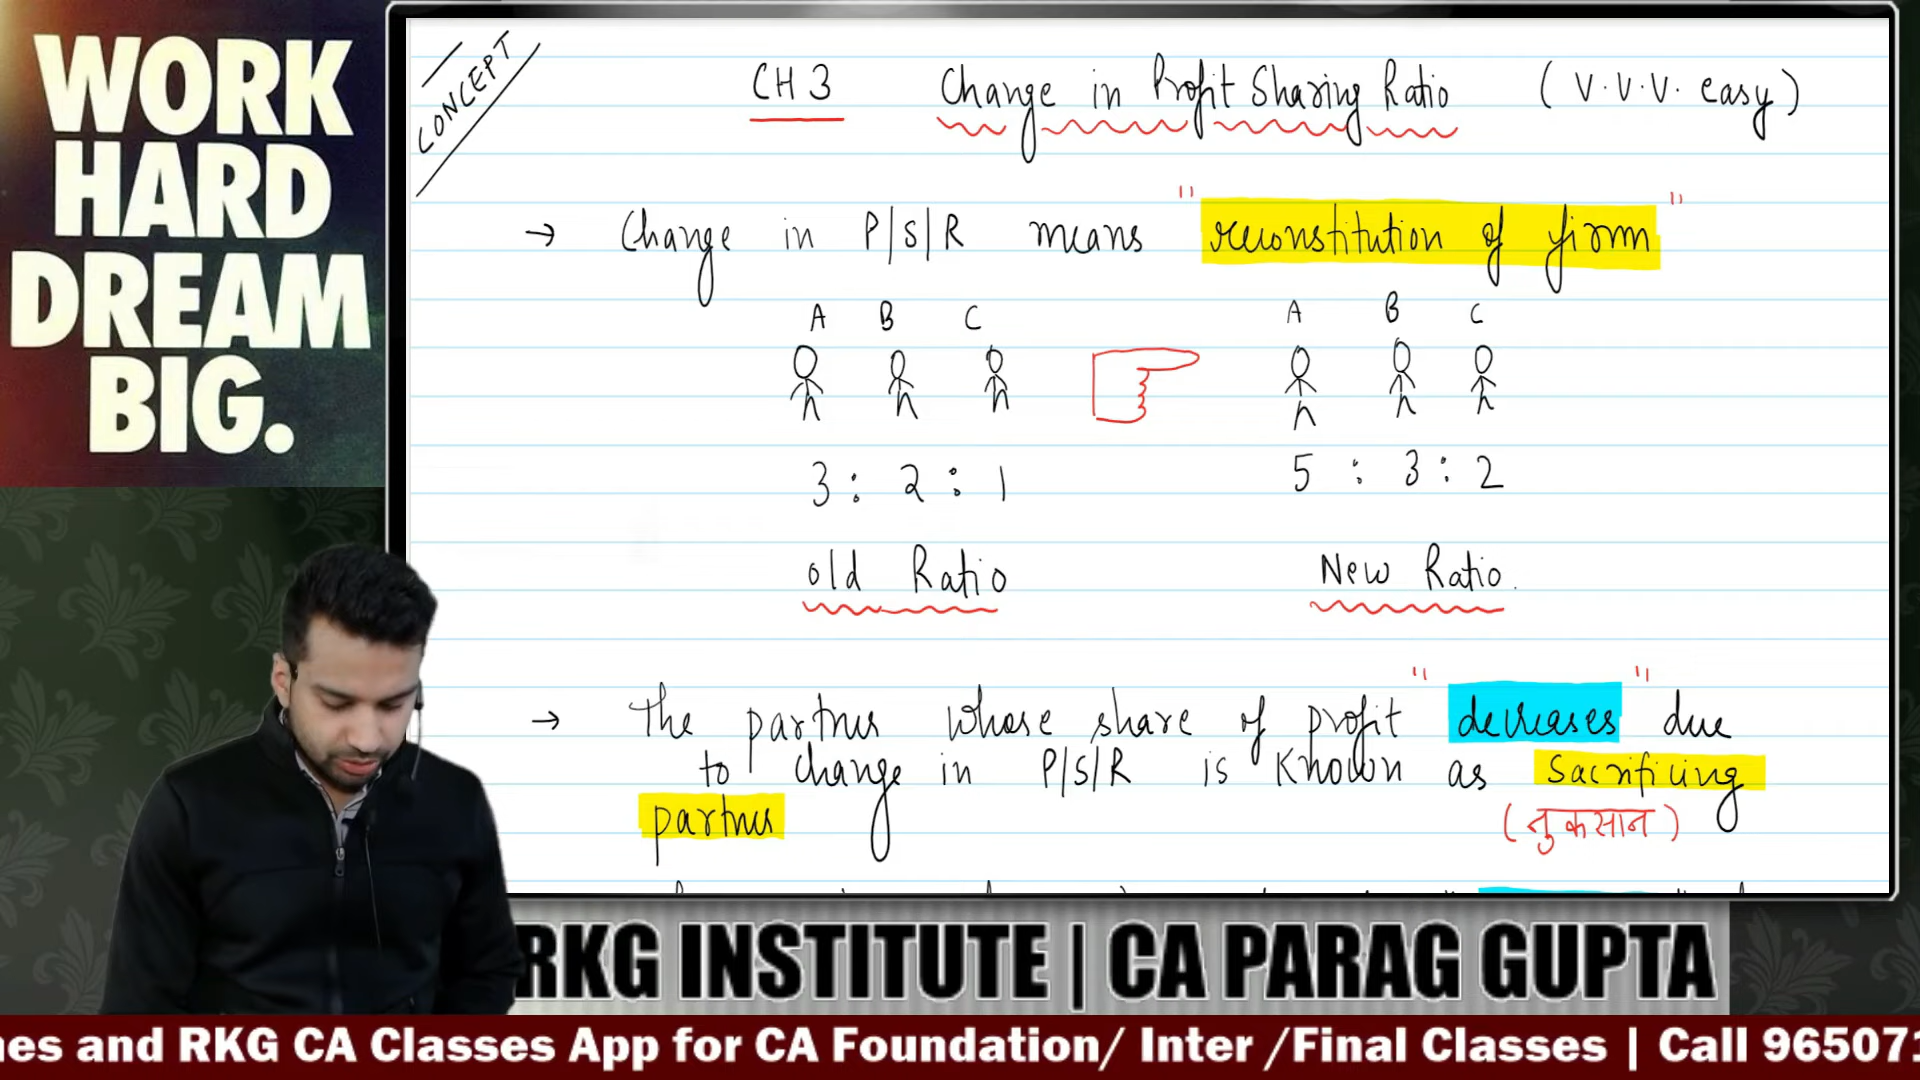 WORK
HARD
DREAM
BIG.
CONCEPT
CH 3 Change in Profit Sharing Ratio (V.V.V. easy)
→ Change in P/S/R means "reconstitution of firm"
A B C A B C
3 : 2 : 1 5 : 3 : 2
old Ratio New Ratio.
→ The partner whose share of profit "decreases" due
to change in P/S/R is known as sacrificing
partner (नुकसान)
RKG INSTITUTE | CA PARAG GUPTA
and RKG CA Classes App for CA Foundation/ Inter /Final Classes | Call 96507